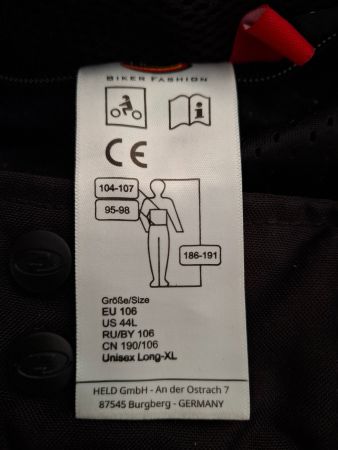 BIKER FASHION
i
CE
104-107
95-98
186-191
Größe/Size
EU 106
US 44L
RU/BY 106
CN 190/106
Unisex Long-XL
HELD GmbH - An der Ostrach 7
87545 Burgberg - GERMANY